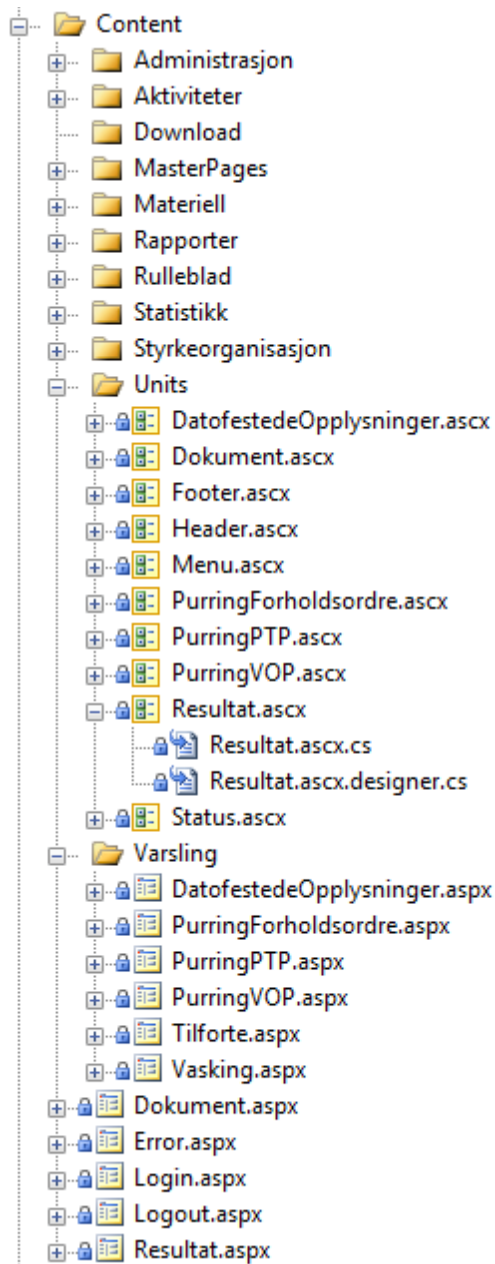 Content
Administrasjon
Aktiviteter
Download
MasterPages
Materiell
Rapporter
Rulleblad
Statistikk
Styrkeorganisasjon
Units
DatofestedeOpplysninger.ascx
Dokument.ascx
Footer.ascx
Header.ascx
Menu.ascx
PurringForholdsordre.ascx
PurringPTP.ascx
PurringVOP.ascx
Resultat.ascx
Resultat.ascx.cs
Resultat.ascx.designer.cs
Status.ascx
Varsling
DatofestedeOpplysninger.aspx
PurringForholdsordre.aspx
PurringPTP.aspx
PurringVOP.aspx
Tilforte.aspx
Vasking.aspx
Dokument.aspx
Error.aspx
Login.aspx
Logout.aspx
Resultat.aspx